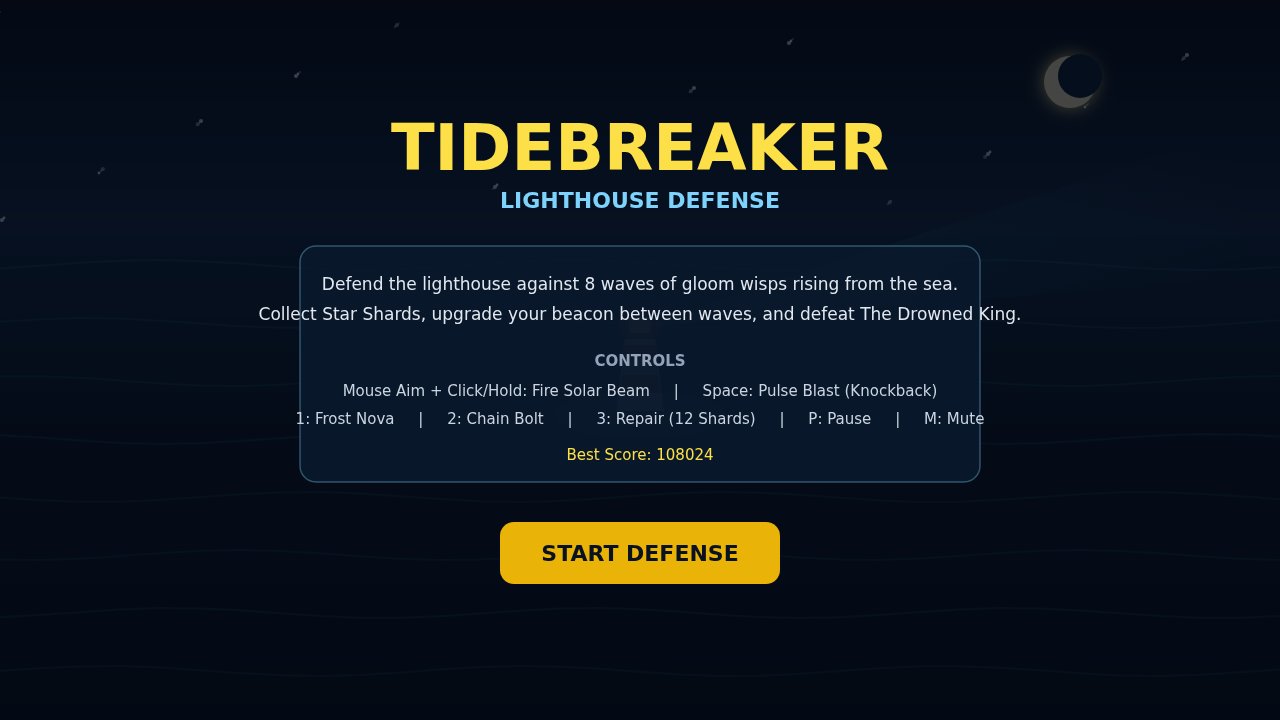 TIDEBREAKER
LIGHTHOUSE DEFENSE
Defend the lighthouse against 8 waves of gloom wisps rising from the sea.
Collect Star Shards, upgrade your beacon between waves, and defeat The Drowned King.
CONTROLS
Mouse Aim + Click/Hold: Fire Solar Beam | Space: Pulse Blast (Knockback)
1: Frost Nova | 2: Chain Bolt | 3: Repair (12 Shards) | P: Pause | M: Mute
Best Score: 108024
START DEFENSE